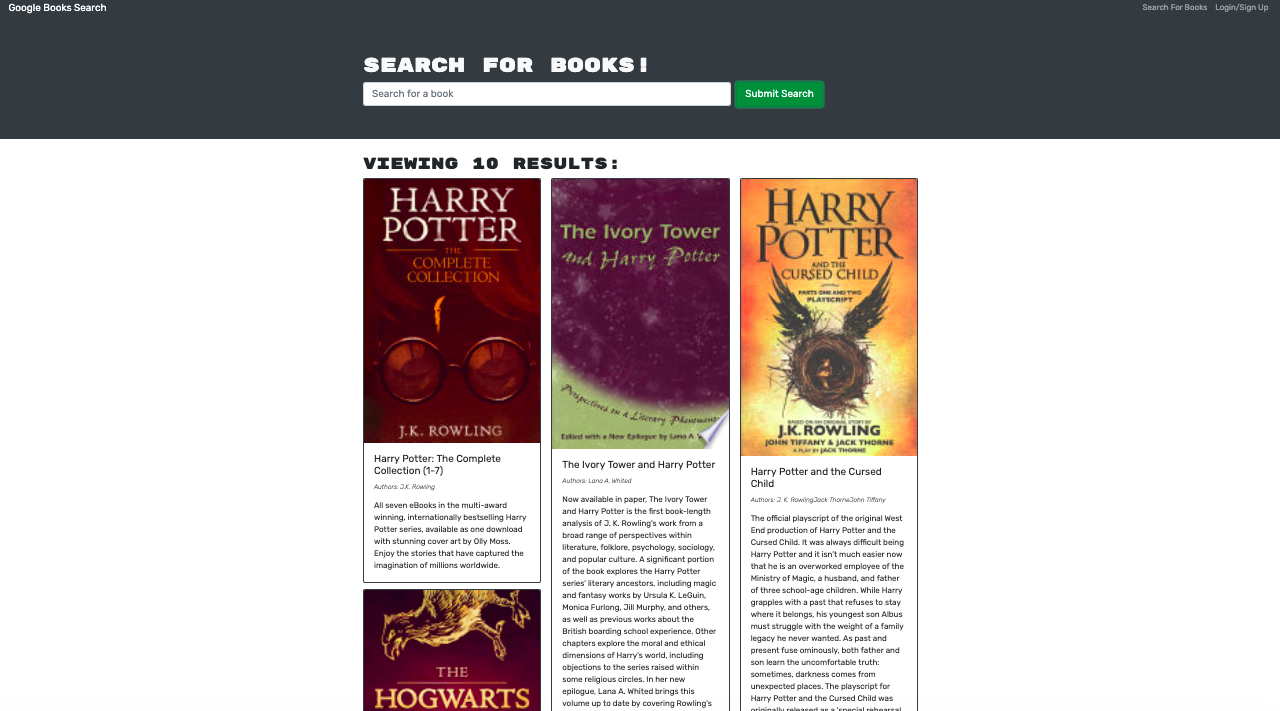 Google Books Search
Search For Books
Login/Sign Up
SEARCH FOR BOOKS!
Search for a book
Submit Search
VIEWING 10 RESULTS:
HARRY
POTTER
THE
COMPLETE
COLLECTION
J.K. ROWLING
Harry Potter: The Complete
Collection (1-7)
Authors: J.K. Rowling
All seven eBooks in the multi-award
winning, internationally bestselling Harry
Potter series, available as one download
with stunning cover art by Olly Moss.
Enjoy the stories that have captured the
imagination of millions worldwide.
THE
HOGWARTS
The Ivory Tower
and Harry Potter
Perspectives on a Literary Phenomenon
Edited with a New Epilogue by Lana A. W
The Ivory Tower and Harry Potter
Authors: Lana A. Whited
Now available in paper, The Ivory Tower
and Harry Potter is the first book-length
analysis of J. K. Rowling's work from a
broad range of perspectives within
literature, folklore, psychology, sociology,
and popular culture. A significant portion
of the book explores the Harry Potter
series' literary ancestors, including magic
and fantasy works by Ursula K. LeGuin,
Monica Furlong, Jill Murphy, and others,
as well as previous works about the
British boarding school experience. Other
chapters explore the moral and ethical
dimensions of Harry's world, including
objections to the series raised within
some religious circles. In her new
epilogue, Lana A. Whited brings this
volume up to date by covering Rowling's
HARRY
POTTER
AND THE
CURSED CHILD
PARTS ONE AND TWO
PLAYSCRIPT
BASED ON AN ORIGINAL STORY BY
J.K. ROWLING
JOHN TIFFANY & JACK THORNE
A PLAY BY JACK THORNE
Harry Potter and the Cursed
Child
Authors: J. K. RowlingJack ThorneJohn Tiffany
The official playscript of the original West
End production of Harry Potter and the
Cursed Child. It was always difficult being
Harry Potter and it isn't much easier now
that he is an overworked employee of the
Ministry of Magic, a husband, and father
of three school-age children. While Harry
grapples with a past that refuses to stay
where it belongs, his youngest son Albus
must struggle with the weight of a family
legacy he never wanted. As past and
present fuse ominously, both father and
son learn the uncomfortable truth:
sometimes, darkness comes from
unexpected places. The playscript for
Harry Potter and the Cursed Child was
originally released as a 'special rehearsal